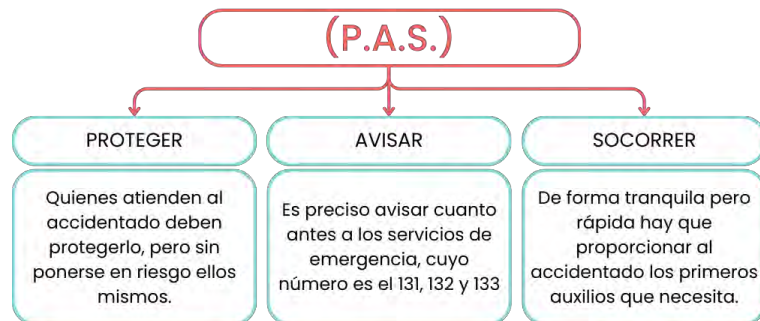 (P.A.S.)
PROTEGER
Quienes atienden al
accidentado deben
protegerlo, pero sin
ponerse en riesgo ellos
mismos.
AVISAR
Es preciso avisar cuanto
antes a los servicios de
emergencia, cuyo
número es el 131, 132 y 133
SOCORRER
De forma tranquila pero
rápida hay que
proporcionar al
accidentado los primeros
auxilios que necesita.